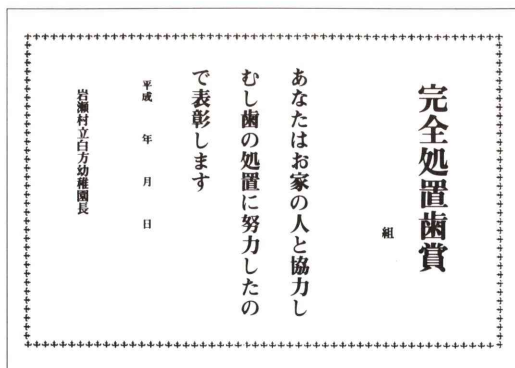 完全処置歯賞
組
あなたはお家の人と協力し
むし歯の処置に努力したの
で表彰します
平成　年　月　日
岩瀬村立白方幼稚園長